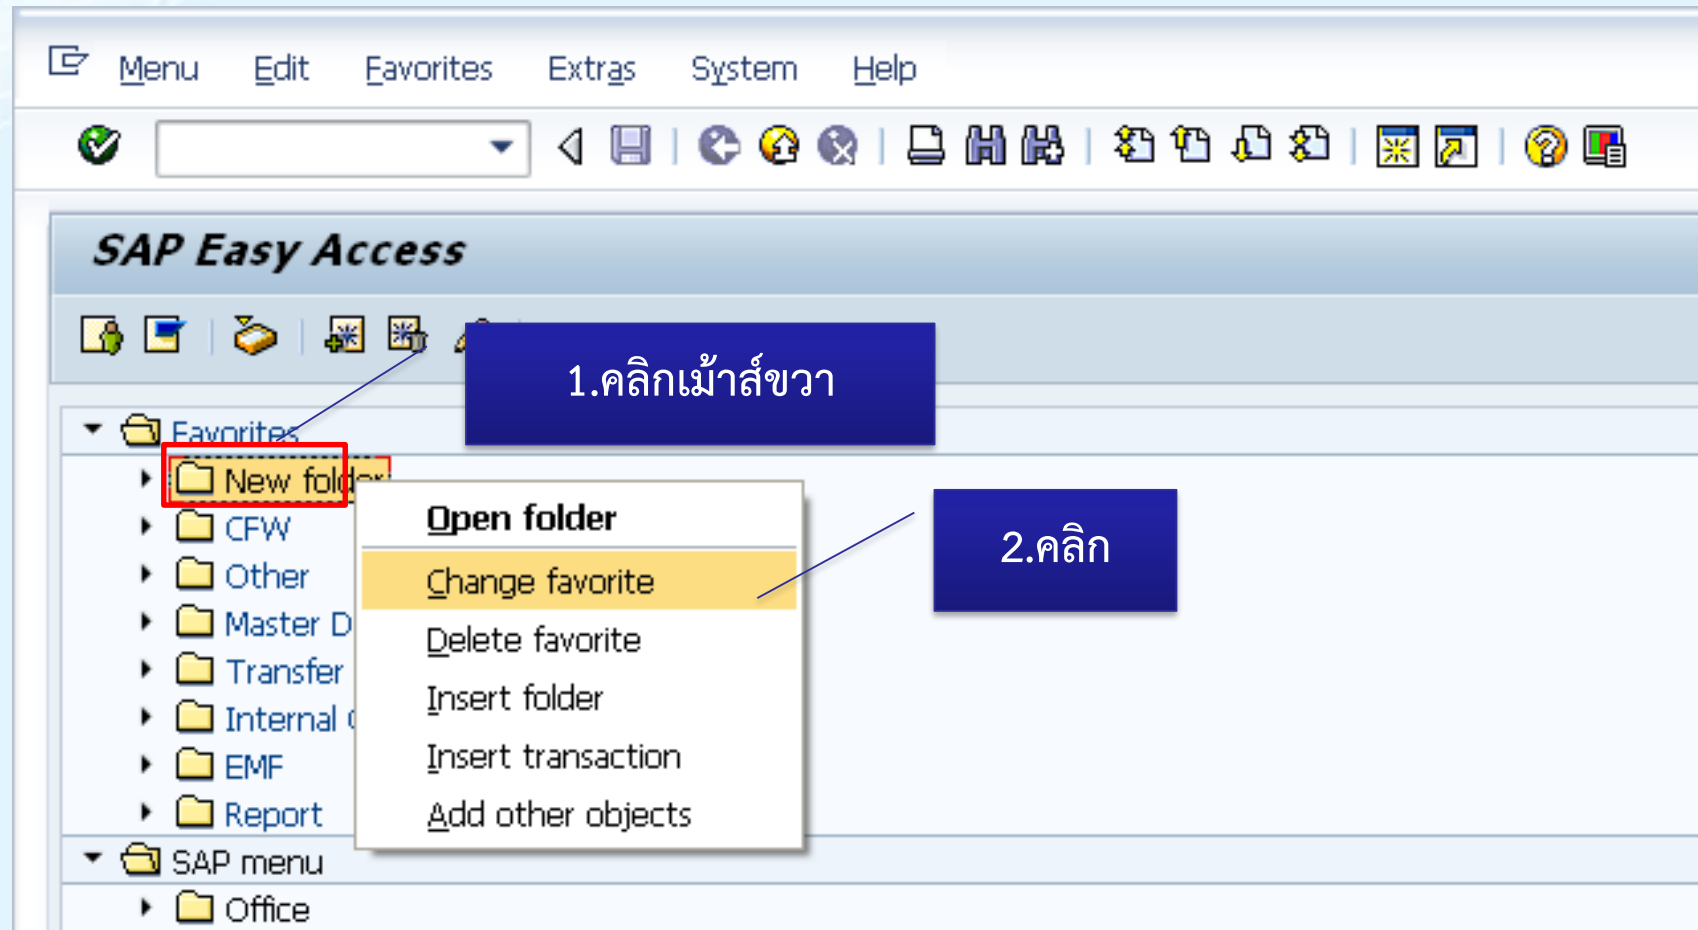 Menu Edit Favorites Extras System Help
SAP Easy Access
1.คลิกเม้าส์ขวา
Favorites
New folder
Open folder
2.คลิก
CFW
Change favorite
Other
Master D
Delete favorite
Transfer
Insert folder
Internal
Insert transaction
EMF
Report
Add other objects
SAP menu
Office